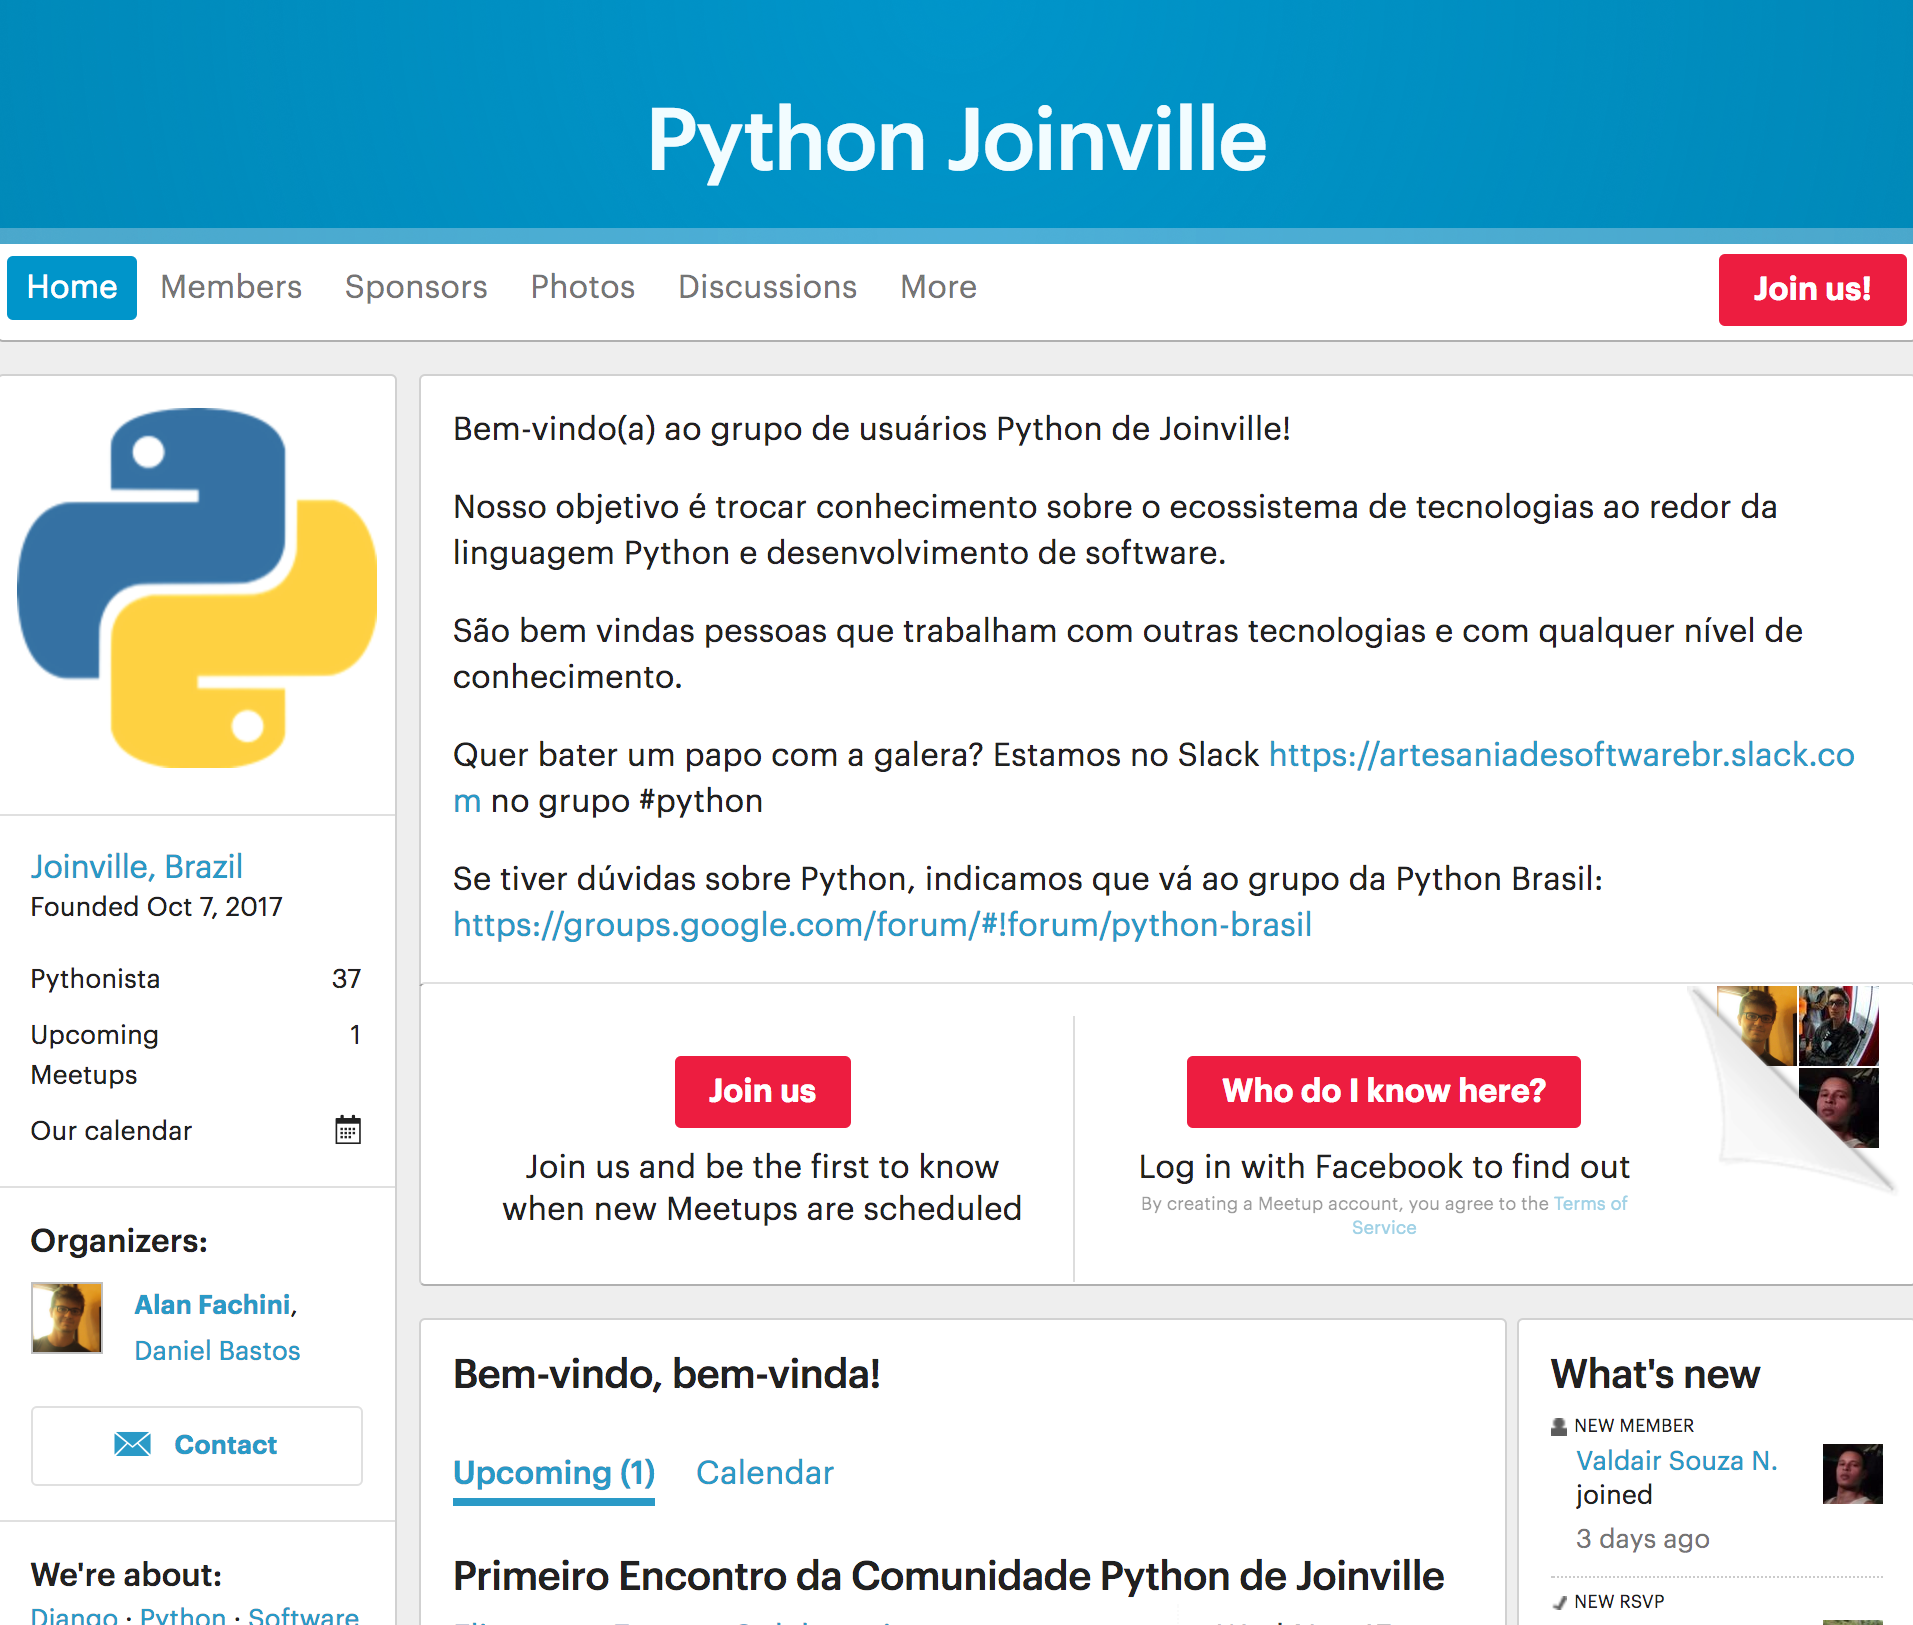 Python Joinville
Home Members Sponsors Photos Discussions More Join us!
Bem-vindo(a) ao grupo de usuários Python de Joinville!
Nosso objetivo é trocar conhecimento sobre o ecossistema de tecnologias ao redor da
linguagem Python e desenvolvimento de software.
São bem vindas pessoas que trabalham com outras tecnologias e com qualquer nível de
conhecimento.
Quer bater um papo com a galera? Estamos no Slack https://artesaniadesoftwarebr.slack.co
m no grupo #python
Se tiver dúvidas sobre Python, indicamos que vá ao grupo da Python Brasil:
https://groups.google.com/forum/#!forum/python-brasil
Joinville, Brazil
Founded Oct 7, 2017
Pythonista 37
Upcoming 1
Meetups
Our calendar
Organizers:
Alan Fachini,
Daniel Bastos
Contact
We're about:
Django · Python · Software
Join us
Join us and be the first to know
when new Meetups are scheduled
Who do I know here?
Log in with Facebook to find out
By creating a Meetup account, you agree to the Terms of
Service
Bem-vindo, bem-vinda!
Upcoming (1) Calendar
Primeiro Encontro da Comunidade Python de Joinville
What's new
NEW MEMBER
Valdair Souza N.
joined
3 days ago
NEW RSVP